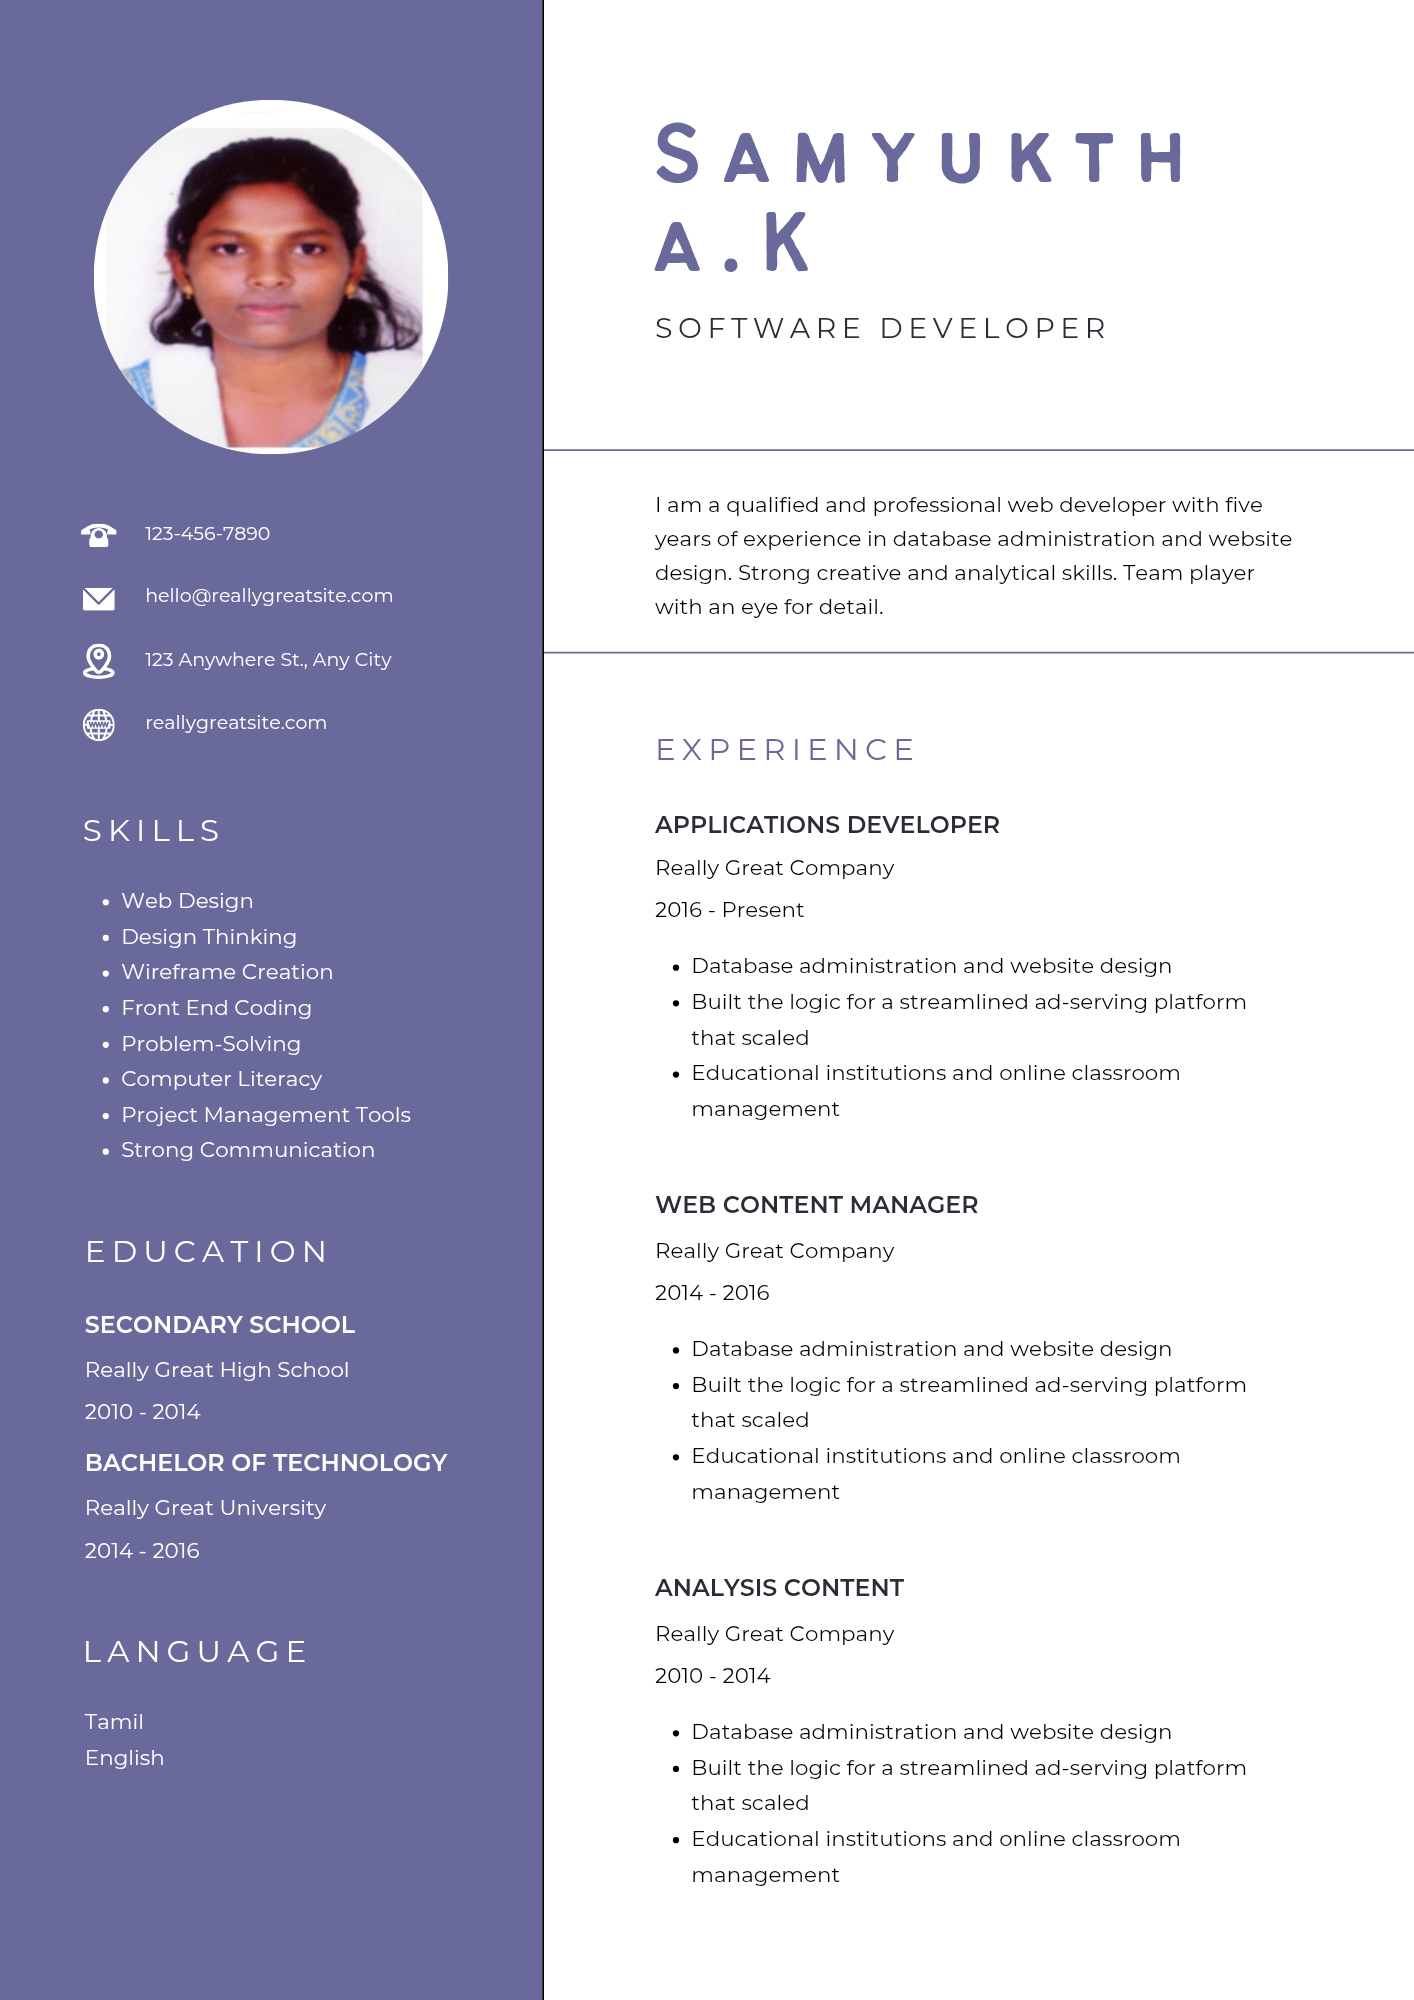 123-456-7890
hello@reallygreatsite.com
123 Anywhere St., Any City
WWW
reallygreatsite.com
SKILLS
• Web Design
• Design Thinking
• Wireframe Creation
• Front End Coding
• Problem-Solving
• Computer Literacy
• Project Management Tools
• Strong Communication
EDUCATION
SECONDARY SCHOOL
Really Great High School
2010 - 2014
BACHELOR OF TECHNOLOGY
Really Great University
2014 - 2016
LANGUAGE
Tamil
English
SAMYUKTH
A.K
SOFTWARE DEVELOPER
I am a qualified and professional web developer with five
years of experience in database administration and website
design. Strong creative and analytical skills. Team player
with an eye for detail.
EXPERIENCE
APPLICATIONS DEVELOPER
Really Great Company
2016 - Present
• Database administration and website design
• Built the logic for a streamlined ad-serving platform
that scaled
• Educational institutions and online classroom
management
WEB CONTENT MANAGER
Really Great Company
2014 - 2016
• Database administration and website design
• Built the logic for a streamlined ad-serving platform
that scaled
• Educational institutions and online classroom
management
ANALYSIS CONTENT
Really Great Company
2010 - 2014
• Database administration and website design
• Built the logic for a streamlined ad-serving platform
that scaled
• Educational institutions and online classroom
management